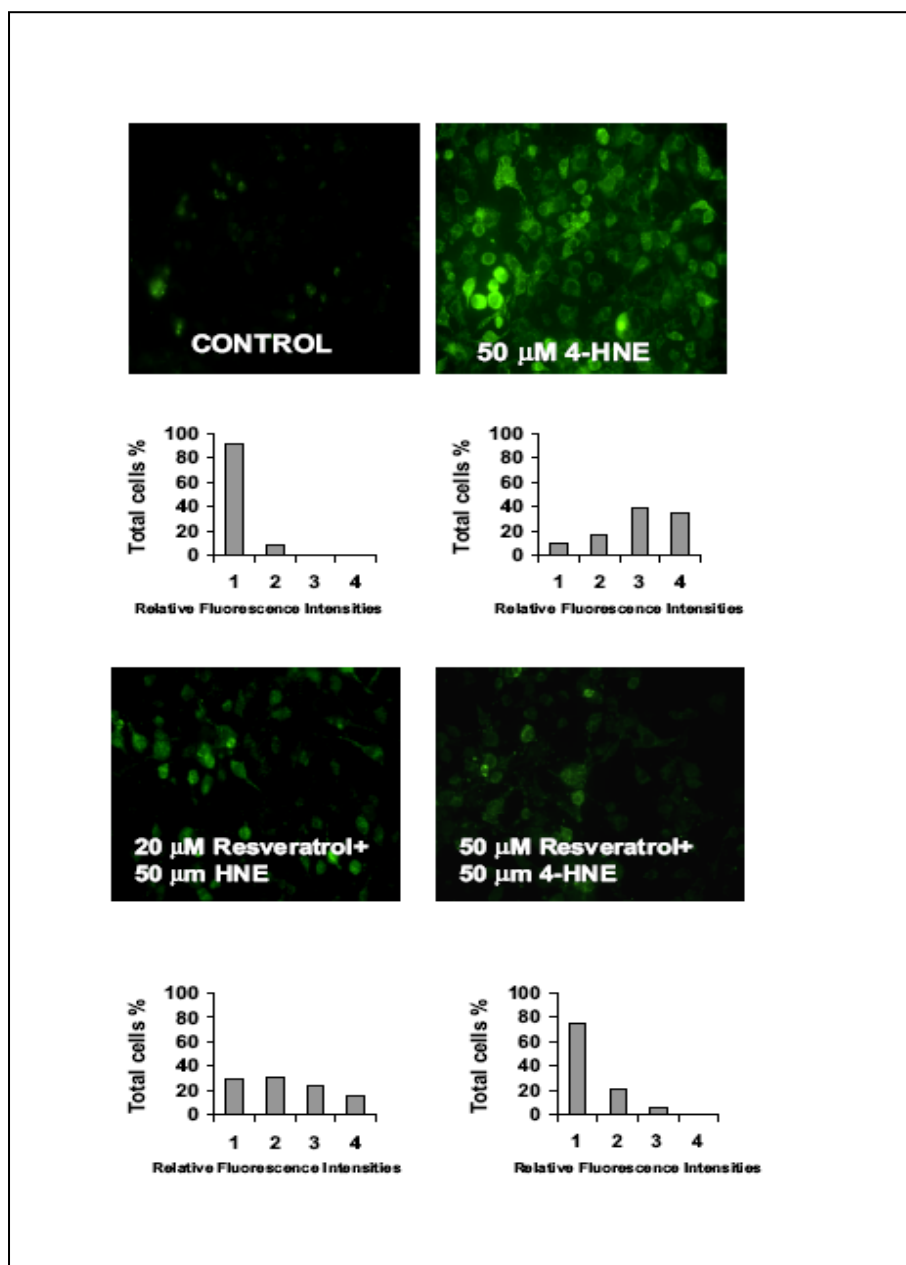 CONTROL
50 µM 4-HNE
Total cells %
100
80
60
40
20
0
1 2 3 4
Relative Fluorescence Intensities
Total cells %
100
80
60
40
20
0
1 2 3 4
Relative Fluorescence Intensities
20 µM Resveratrol+
50 µm HNE
50 µM Resveratrol+
50 µm 4-HNE
Total cells %
100
80
60
40
20
0
1 2 3 4
Relative Fluorescence Intensities
Total cells %
100
80
60
40
20
0
1 2 3 4
Relative Fluorescence Intensities